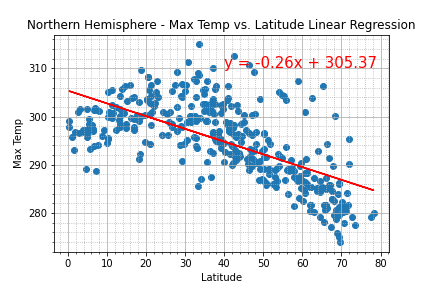 Northern Hemisphere - Max Temp vs. Latitude Linear Regression
y = -0.26x + 305.37
310
300
290
280
Max Temp
0 10 20 30 40 50 60 70 80
Latitude